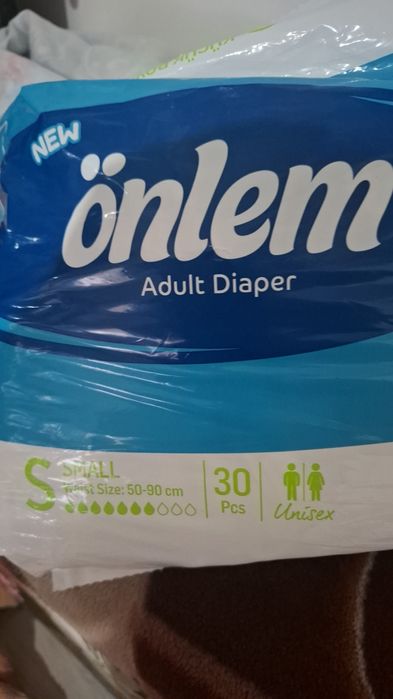 NEW
önlem
Adult Diaper
S SMALL
Waist Size: 50-90 cm
30
Pcs
Unisex